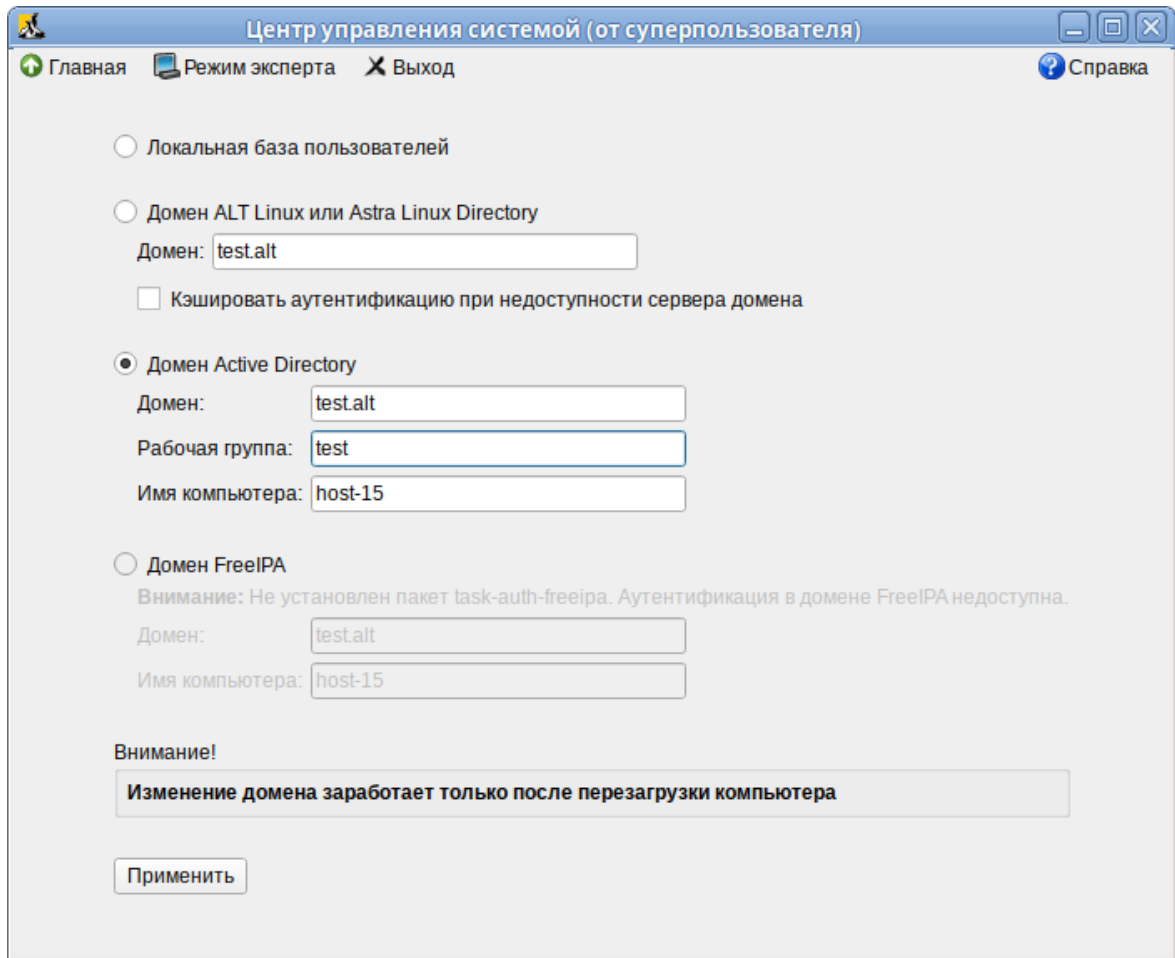 Центр управления системой (от суперпользователя)
Главная Режим эксперта Выход Справка
Локальная база пользователей
Домен ALT Linux или Astra Linux Directory
Домен: test.alt
Кэшировать аутентификацию при недоступности сервера домена
Домен Active Directory
Домен: test.alt
Рабочая группа: test
Имя компьютера: host-15
Домен FreeIPA
Внимание: Не установлен пакет task-auth-freeipa. Аутентификация в домене FreeIPA недоступна.
Домен: test.alt
Имя компьютера: host-15
Внимание!
Изменение домена заработает только после перезагрузки компьютера
Применить